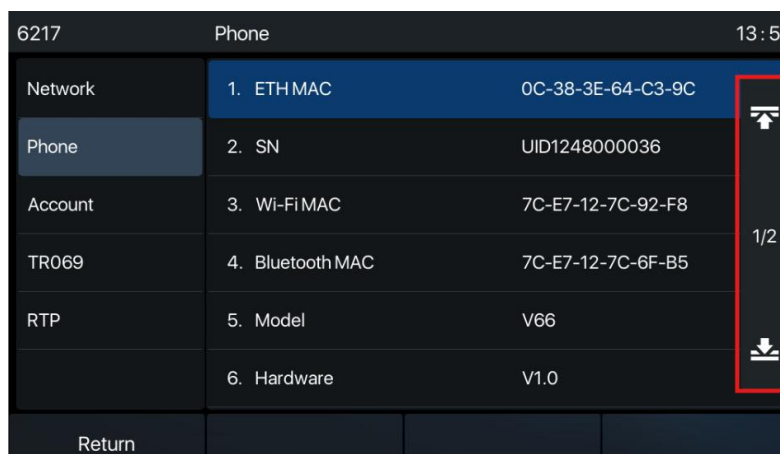 6217 Phone 13:5
Network
Phone
Account
TR069
RTP
1. ETH MAC 0C-38-3E-64-C3-9C
2. SN UID1248000036
3. Wi-Fi MAC 7C-E7-12-7C-92-F8
4. Bluetooth MAC 7C-E7-12-7C-6F-B5
5. Model V66
6. Hardware V1.0
1/2
Return